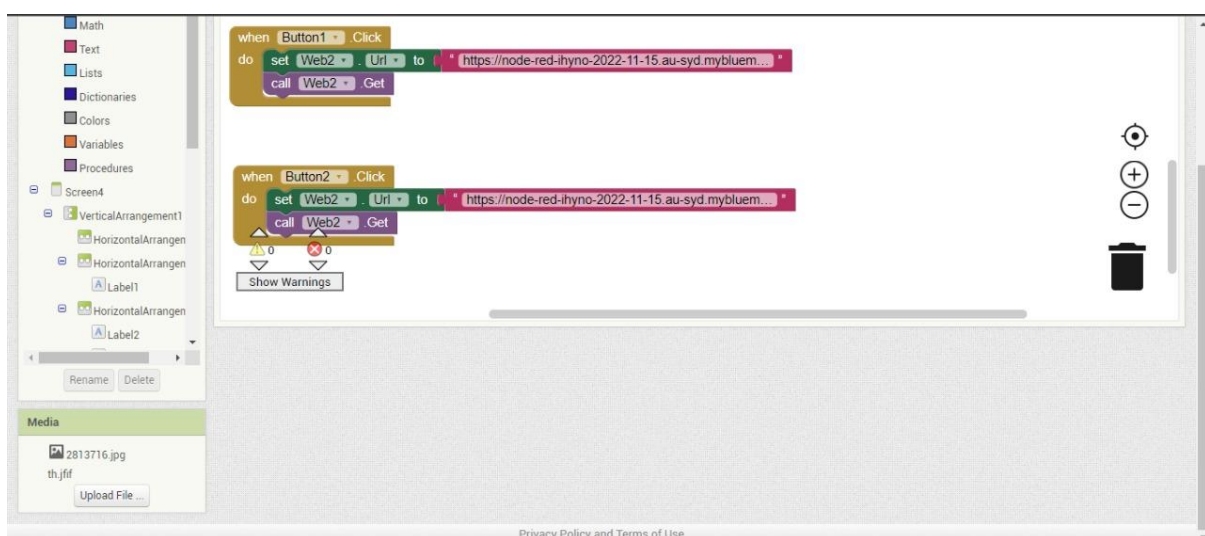 Math
Text
Lists
Dictionaries
Colors
Variables
Procedures
Screen4
VerticalArrangement1
HorizontalArrangen
HorizontalArrangen
Label1
HorizontalArrangen
Label2
Rename Delete
Media
2813716.jpg
th.jfif
Upload File ...
when Button1 .Click
do set Web2 . Url to " https://node-red-ihyno-2022-11-15.au-syd.mybluem... "
call Web2 .Get
when Button2 .Click
do set Web2 . Url to " https://node-red-ihyno-2022-11-15.au-syd.mybluem... "
call Web2 .Get
0 0
Show Warnings
Privacy Policy and Terms of Use